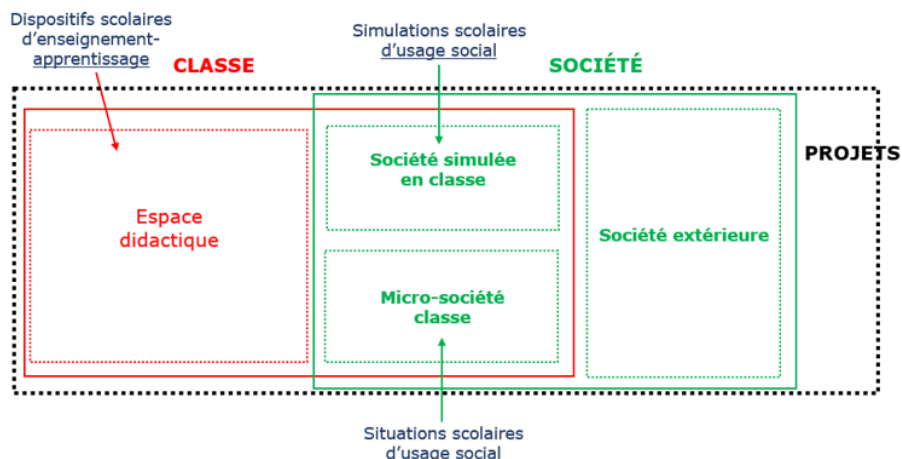 Dispositifs scolaires
d’enseignement-
apprentissage
Simulations scolaires
d’usage social
CLASSE
SOCIÉTÉ
PROJETS
Espace
didactique
Société simulée
en classe
Société extérieure
Micro-société
classe
Situations scolaires
d’usage social